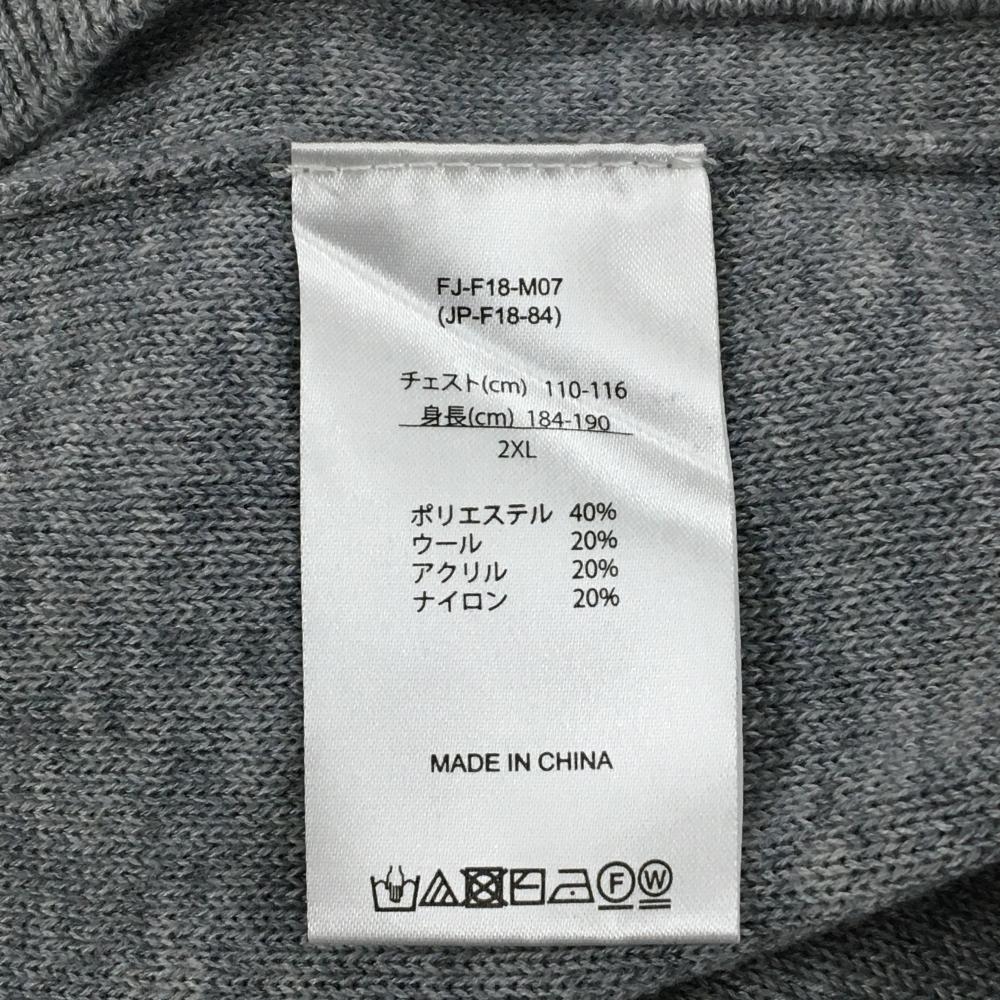 FJ-F18-M07
(JP-F18-84)
チェスト(cm) 110-116
身長(cm) 184-190
2XL
ポリエステル 40%
ウール 20%
アクリル 20%
ナイロン 20%
MADE IN CHINA
F W